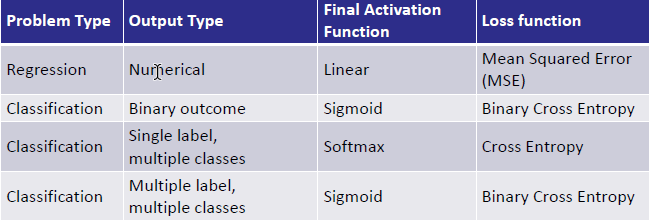 Problem Type Output Type Final Activation Function Loss function
Regression Numerical Linear Mean Squared Error (MSE)
Classification Binary outcome Sigmoid Binary Cross Entropy
Classification Single label, multiple classes Softmax Cross Entropy
Classification Multiple label, multiple classes Sigmoid Binary Cross Entropy